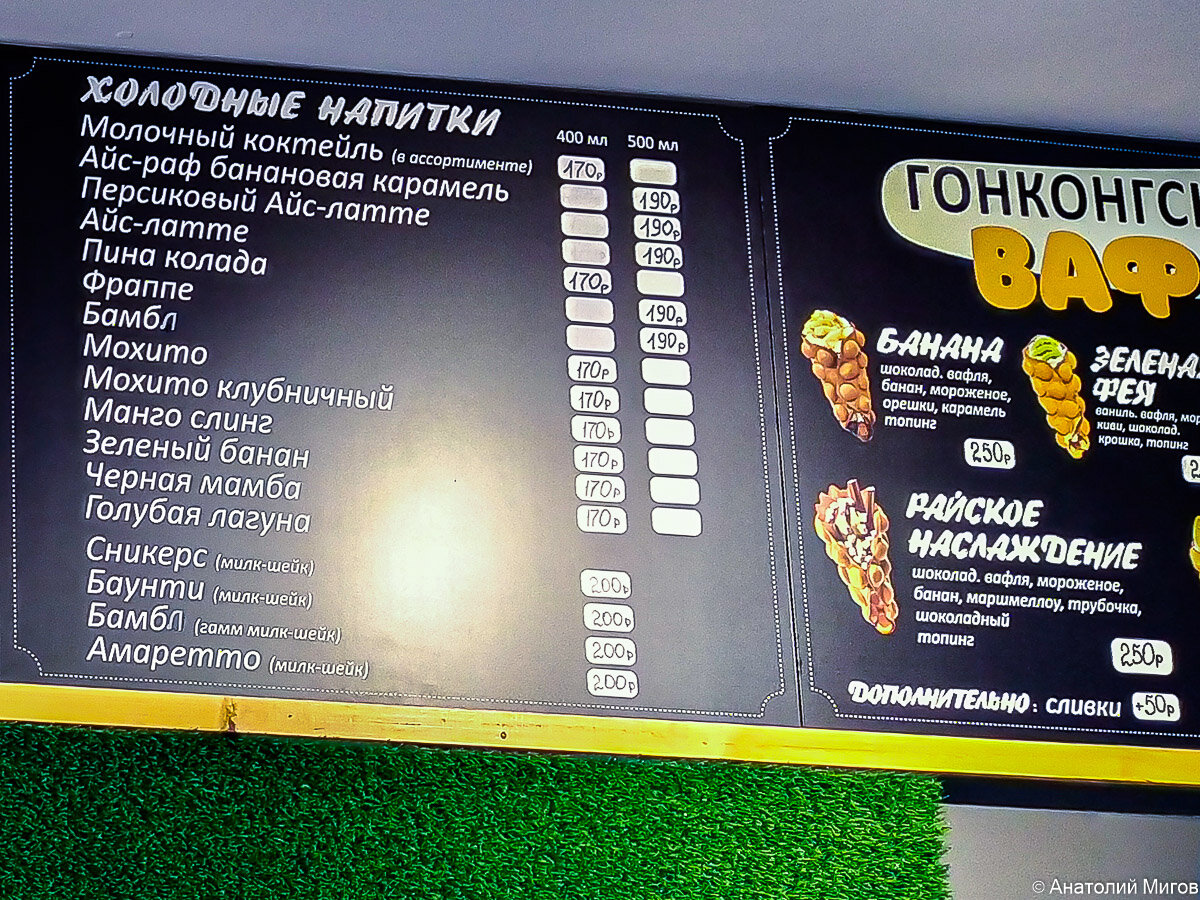 ХОЛОДНЫЕ НАПИТКИ
400 мл 500 мл
Молочный коктейль (в ассортименте) 170р
Айс-раф банановая карамель 190р
Персиковый Айс-латте 190р
Айс-латте 190р
Пина колада 170р
Фраппе 190р
Бамбл 190р
Мохито 170р
Мохито клубничный 170р
Манго слинг 170р
Зеленый банан 170р
Черная мамба 170р
Голубая лагуна 170р
Сникерс (милк-шейк) 200р
Баунти (милк-шейк) 200р
Бамбл (гамм милк-шейк) 200р
Амаретто (милк-шейк) 200р
ГОНКОНГС
ВАФ
БАНАНА
шоколад. вафля,
банан, мороженое,
орешки, карамель
топинг
250р
ЗЕЛЕНА
ФЕЯ
ваниль. вафля, мор
киви, шоколад.
крошка, топинг
2
РАЙСКОЕ
НАСЛАЖДЕНИЕ
шоколад. вафля, мороженое,
банан, маршмеллоу, трубочка,
шоколадный
топинг
250р
ДОПОЛНИТЕЛЬНО: сливки +50р
© Анатолий Мигов